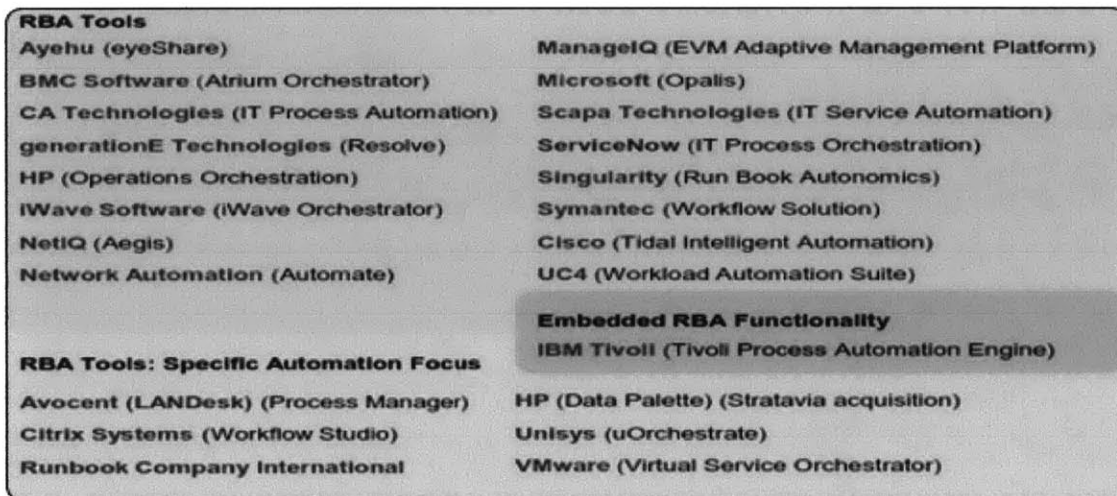 RBA Tools
Ayehu (eyeShare)
BMC Software (Atrium Orchestrator)
CA Technologies (IT Process Automation)
generationE Technologies (Resolve)
HP (Operations Orchestration)
iWave Software (iWave Orchestrator)
NetIQ (Aegis)
Network Automation (Automate)
ManageIQ (EVM Adaptive Management Platform)
Microsoft (Opalis)
Scapa Technologies (IT Service Automation)
ServiceNow (IT Process Orchestration)
Singularity (Run Book Autonomics)
Symantec (Workflow Solution)
Cisco (Tidal Intelligent Automation)
UC4 (Workload Automation Suite)
Embedded RBA Functionality
IBM Tivoli (Tivoli Process Automation Engine)
RBA Tools: Specific Automation Focus
Avocent (LANDesk) (Process Manager)
Citrix Systems (Workflow Studio)
Runbook Company International
HP (Data Palette) (Stratavia acquisition)
Unisys (uOrchestrate)
VMware (Virtual Service Orchestrator)